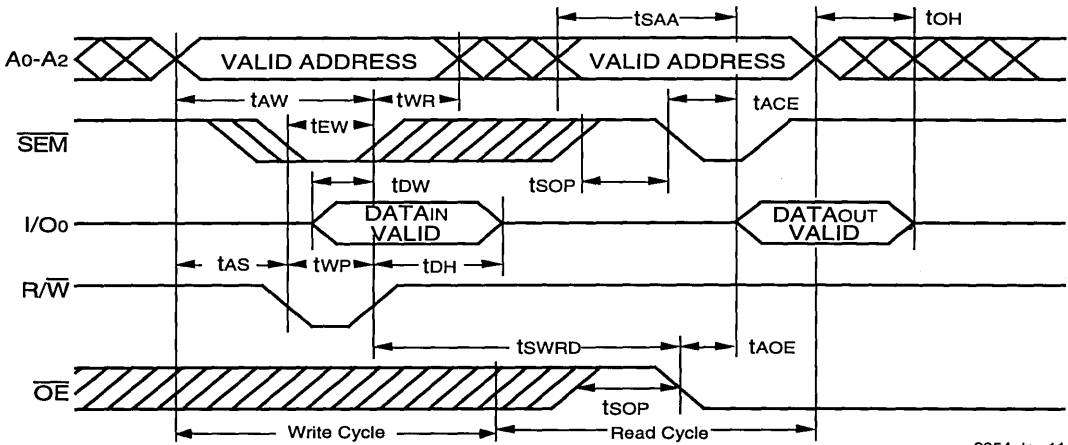 tSAA
tOH
A0-A2
VALID ADDRESS
VALID ADDRESS
tAW
tWR
tACE
tEW
SEM
tDW
tSOP
I/O0
DATAIN
VALID
DATAOUT
VALID
tAS
tWP
tDH
R/W
tSWRD
tAOE
OE
tSOP
Write Cycle
Read Cycle